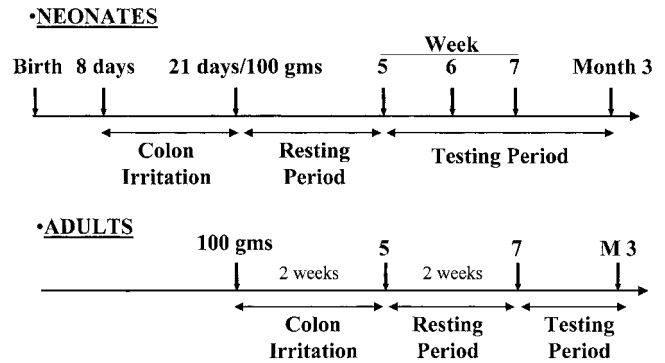 •NEONATES
Week
Birth 8 days 21 days/100 gms 5 6 7 Month 3
Colon Irritation
Resting Period
Testing Period
•ADULTS
100 gms 5 7 M 3
2 weeks 2 weeks
Colon Irritation
Resting Period
Testing Period